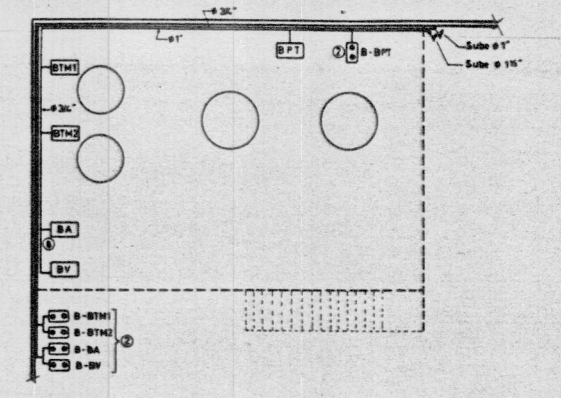 ø 3/4"
ø 1"
BTM1
BPT
② B-BPT
Sube ø 1"
Sube ø 1½"
ø 3/4"
BTM2
BA
⑥
BV
B-BTM1
B-BTM2
②
B-BA
B-BV